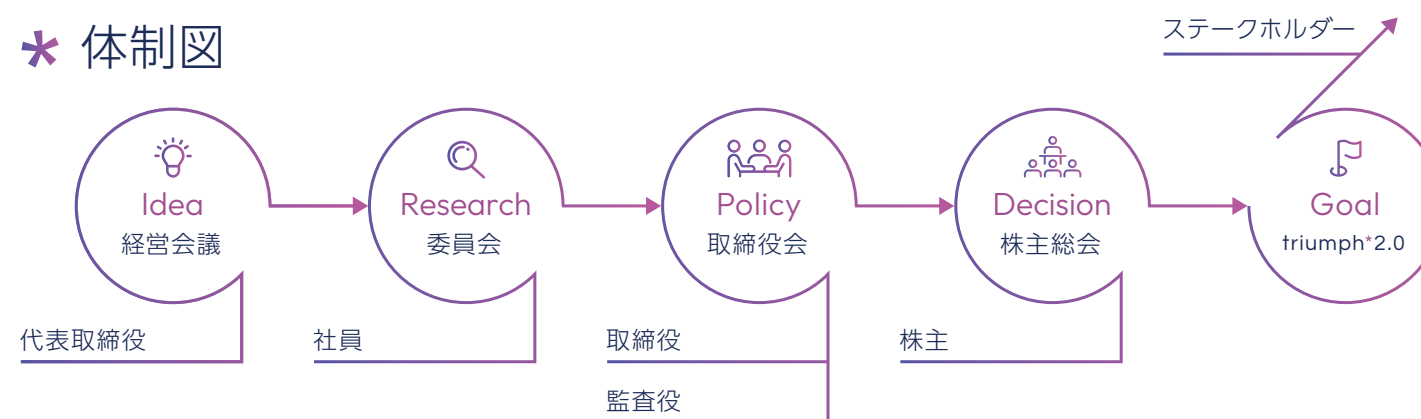 * 体制図
ステークホルダー
Idea
経営会議
代表取締役
Research
委員会
社員
Policy
取締役会
取締役
監査役
Decision
株主総会
株主
Goal
triumph*2.0